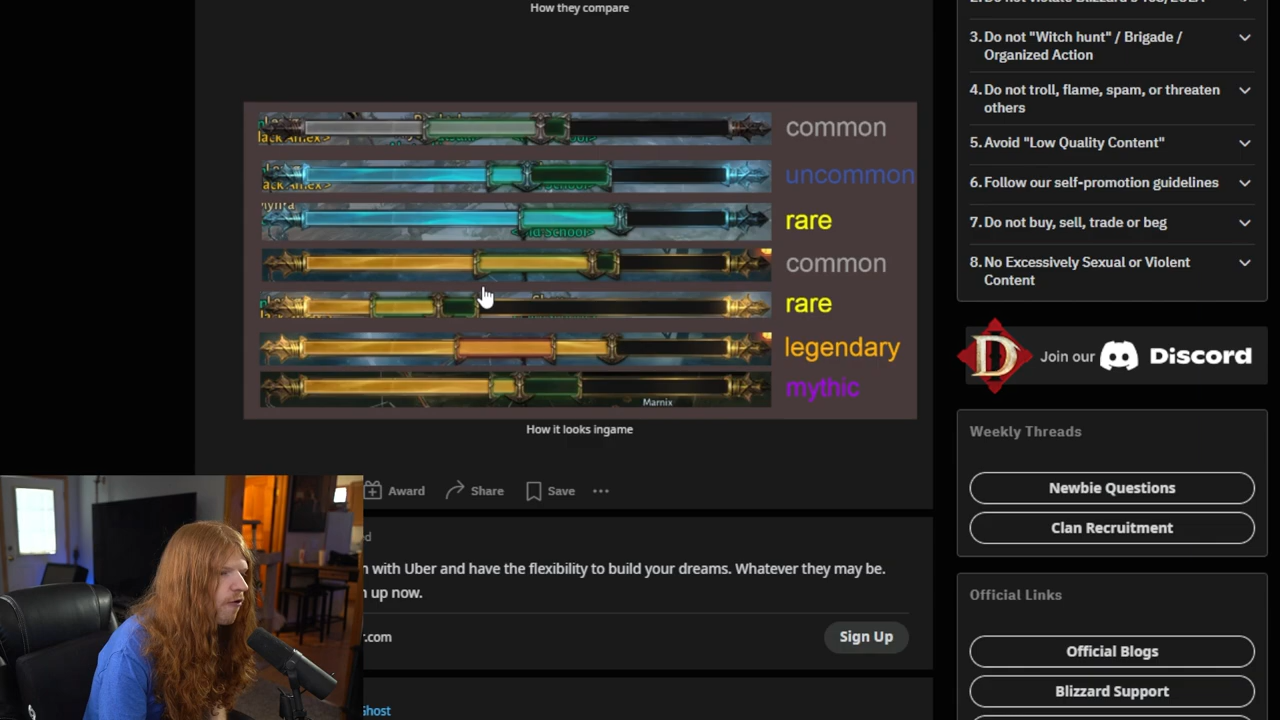 How they compare
3. Do not "Witch hunt" / Brigade /
Organized Action
4. Do not troll, flame, spam, or threaten
others
5. Avoid "Low Quality Content"
6. Follow our self-promotion guidelines
7. Do not buy, sell, trade or beg
8. No Excessively Sexual or Violent
Content
common
uncommon
rare
common
rare
legendary
mythic
Marnix
How it looks ingame
Award
Share
Save
with Uber and have the flexibility to build your dreams. Whatever they may be.
up now.
.com
Sign Up
Ghost
Join our
Discord
Weekly Threads
Newbie Questions
Clan Recruitment
Official Links
Official Blogs
Blizzard Support